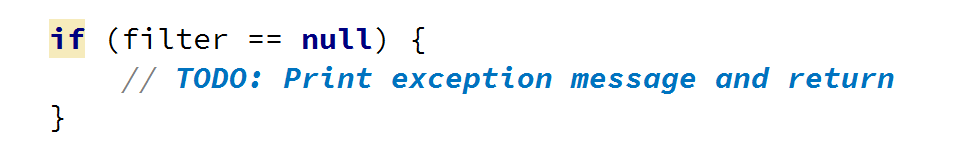 if (filter == null) {
    // TODO: Print exception message and return
}